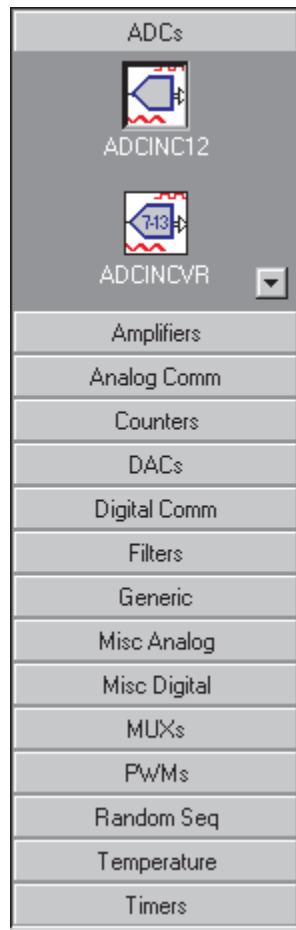 ADCs
ADCINC12
7-13
ADCINCVR
Amplifiers
Analog Comm
Counters
DACs
Digital Comm
Filters
Generic
Misc Analog
Misc Digital
MUXs
PWMs
Random Seq
Temperature
Timers